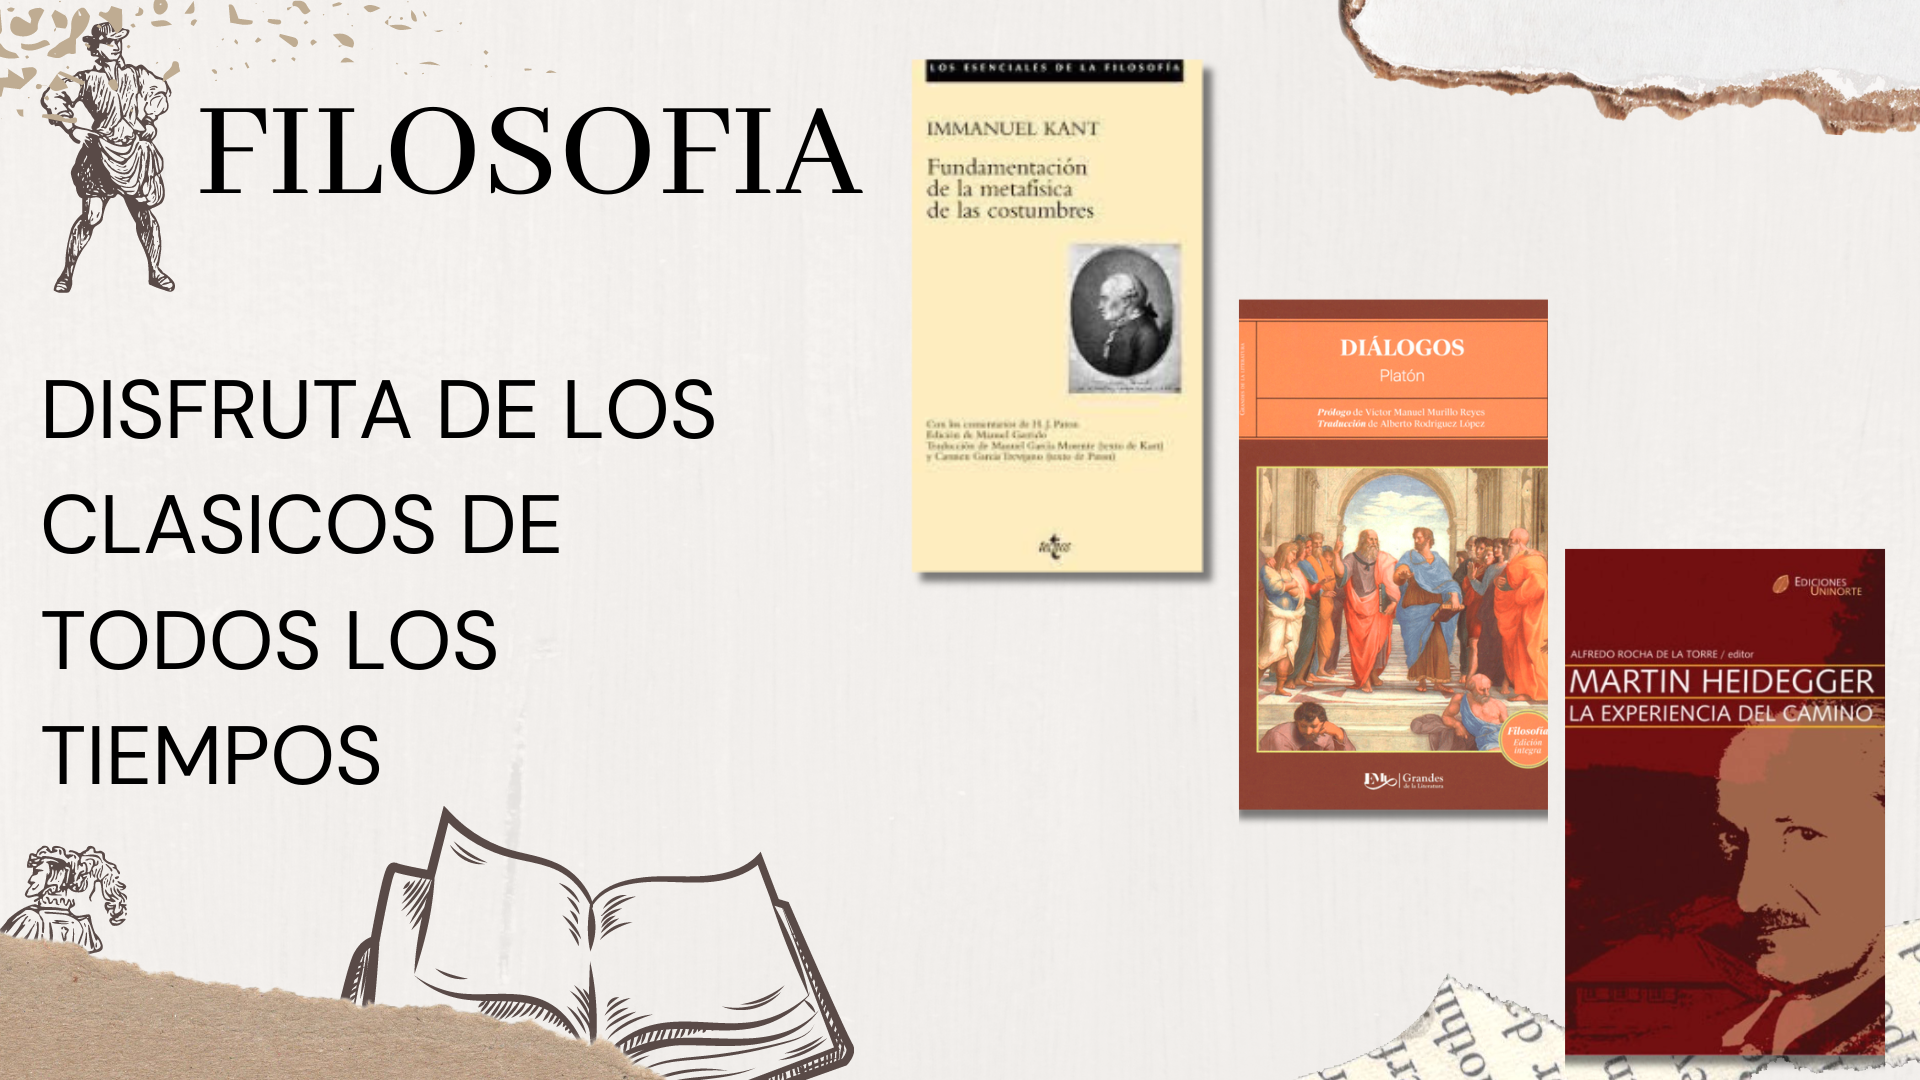 FILOSOFIA
DISFRUTA DE LOS
CLASICOS DE
TODOS LOS
TIEMPOS
LOS ESENCIALES DE LA FILOSOFÍA
IMMANUEL KANT
Fundamentación
de la metafísica
de las costumbres
Con los comentarios de H. J. Paton
Edición de Manuel Garrido
Traducción de Manuel García Morente (texto de Kant)
y Carmen García Trevijano (texto de Paton)
DIÁLOGOS
Platón
Prólogo de Víctor Manuel Murillo Reyes
Traducción de Alberto Rodríguez López
Filosofía
Edición
íntegra
EMU Grandes
de la Literatura
EDICIONES
UNINORTE
ALFREDO ROCHA DE LA TORRE / editor
MARTIN HEIDEGGER
LA EXPERIENCIA DEL CAMINO